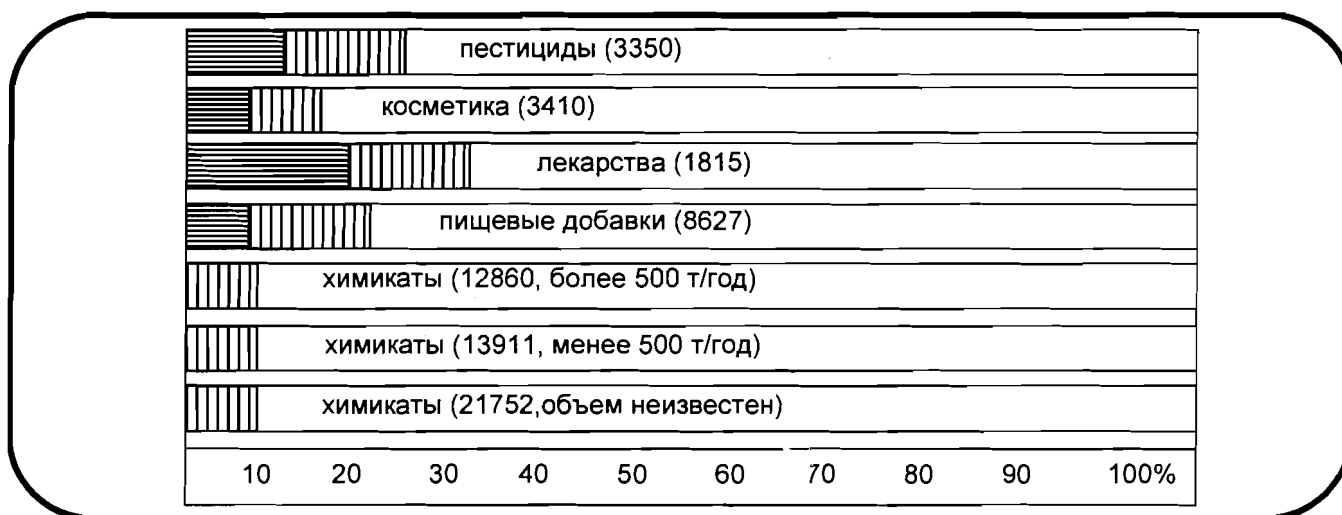 пестициды (3350)
косметика (3410)
лекарства (1815)
пищевые добавки (8627)
химикаты (12860, более 500 т/год)
химикаты (13911, менее 500 т/год)
химикаты (21752,объем неизвестен)
10 20 30 40 50 60 70 80 90 100%